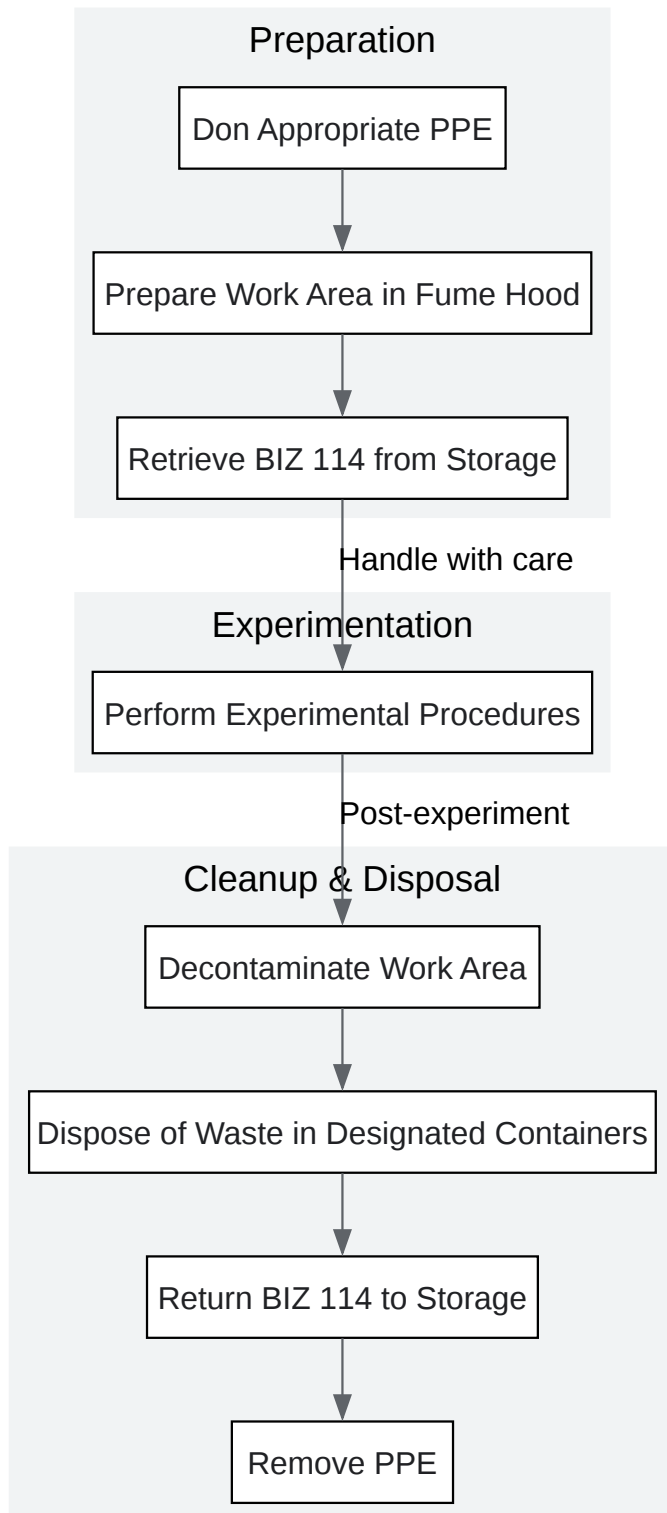 Preparation
Don Appropriate PPE
Prepare Work Area in Fume Hood
Retrieve BIZ 114 from Storage
Handle with care
Experimentation
Perform Experimental Procedures
Post-experiment
Cleanup & Disposal
Decontaminate Work Area
Dispose of Waste in Designated Containers
Return BIZ 114 to Storage
Remove PPE